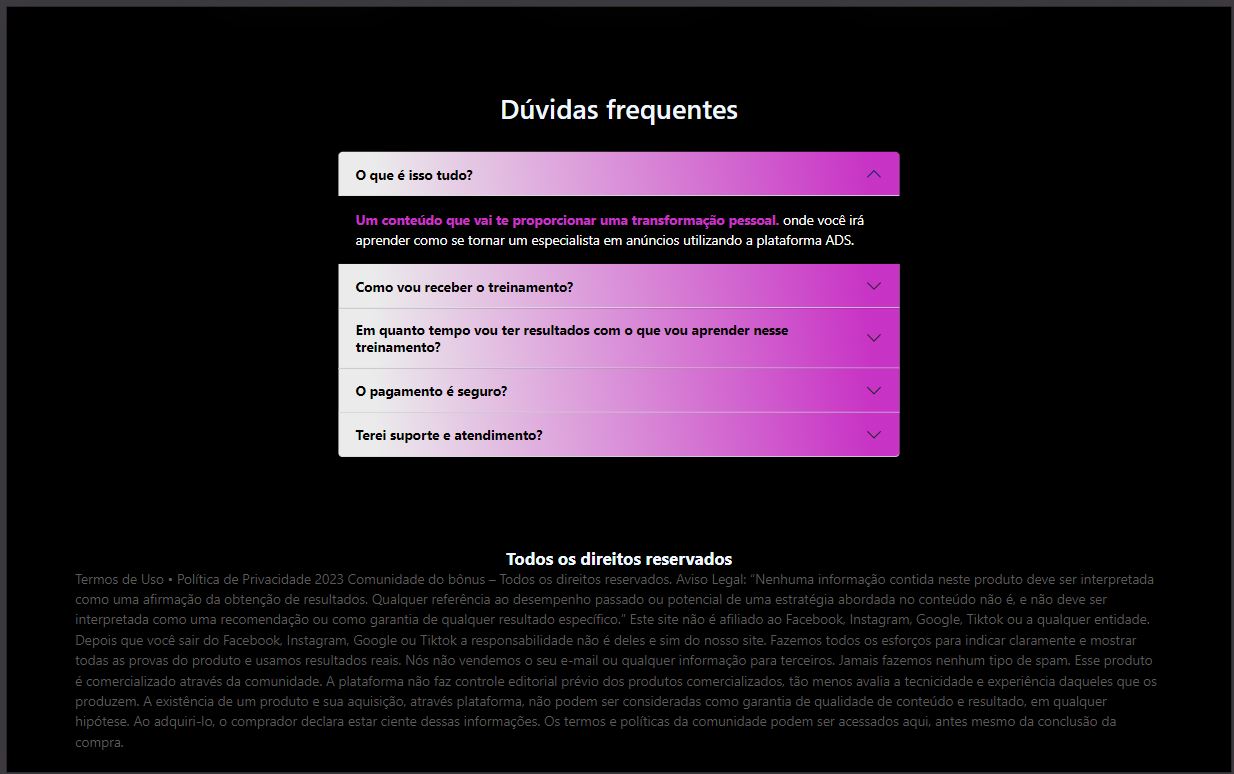 Dúvidas frequentes
O que é isso tudo?
Um conteúdo que vai te proporcionar uma transformação pessoal. onde você irá
aprender como se tornar um especialista em anúncios utilizando a plataforma ADS.
Como vou receber o treinamento?
Em quanto tempo vou ter resultados com o que vou aprender nesse
treinamento?
O pagamento é seguro?
Terei suporte e atendimento?
Todos os direitos reservados
Termos de Uso • Política de Privacidade 2023 Comunidade do bônus – Todos os direitos reservados. Aviso Legal: “Nenhuma informação contida neste produto deve ser interpretada
como uma afirmação da obtenção de resultados. Qualquer referência ao desempenho passado ou potencial de uma estratégia abordada no conteúdo não é, e não deve ser
interpretada como uma recomendação ou como garantia de qualquer resultado específico.” Este site não é afiliado ao Facebook, Instagram, Google, Tiktok ou a qualquer entidade.
Depois que você sair do Facebook, Instagram, Google ou Tiktok a responsabilidade não é deles e sim do nosso site. Fazemos todos os esforços para indicar claramente e mostrar
todas as provas do produto e usamos resultados reais. Nós não vendemos o seu e-mail ou qualquer informação para terceiros. Jamais fazemos nenhum tipo de spam. Esse produto
é comercializado através da comunidade. A plataforma não faz controle editorial prévio dos produtos comercializados, tão menos avalia a tecnicidade e experiência daqueles que os
produzem. A existência de um produto e sua aquisição, através plataforma, não podem ser consideradas como garantia de qualidade de conteúdo e resultado, em qualquer
hipótese. Ao adquiri-lo, o comprador declara estar ciente dessas informações. Os termos e políticas da comunidade podem ser acessados aqui, antes mesmo da conclusão da
compra.